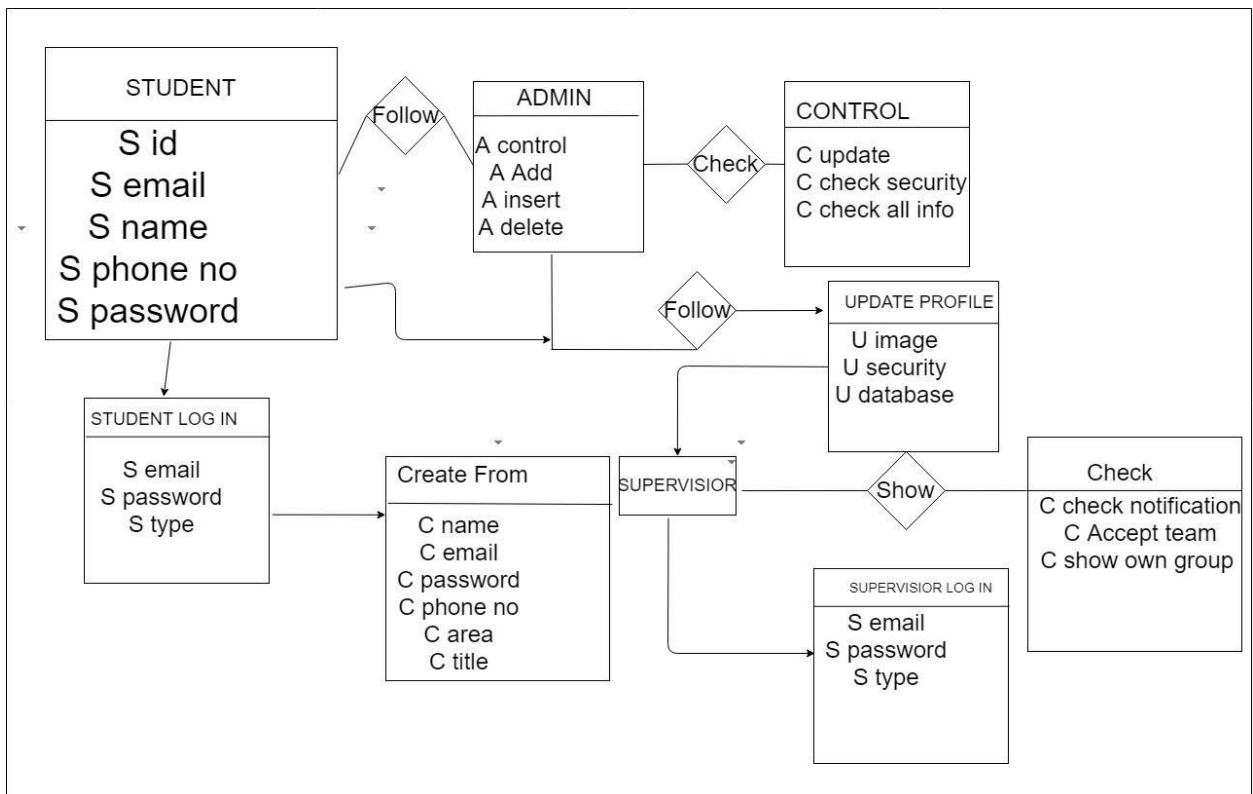 STUDENT
S id
S email
S name
S phone no
S password
Follow
ADMIN
A control
A Add
A insert
A delete
Check
CONTROL
C update
C check security
C check all info
Follow
UPDATE PROFILE
U image
U security
U database
STUDENT LOG IN
S email
S password
S type
Create From
C name
C email
C password
C phone no
C area
C title
SUPERVISIOR
Show
Check
C check notification
C Accept team
C show own group
SUPERVISIOR LOG IN
S email
S password
S type